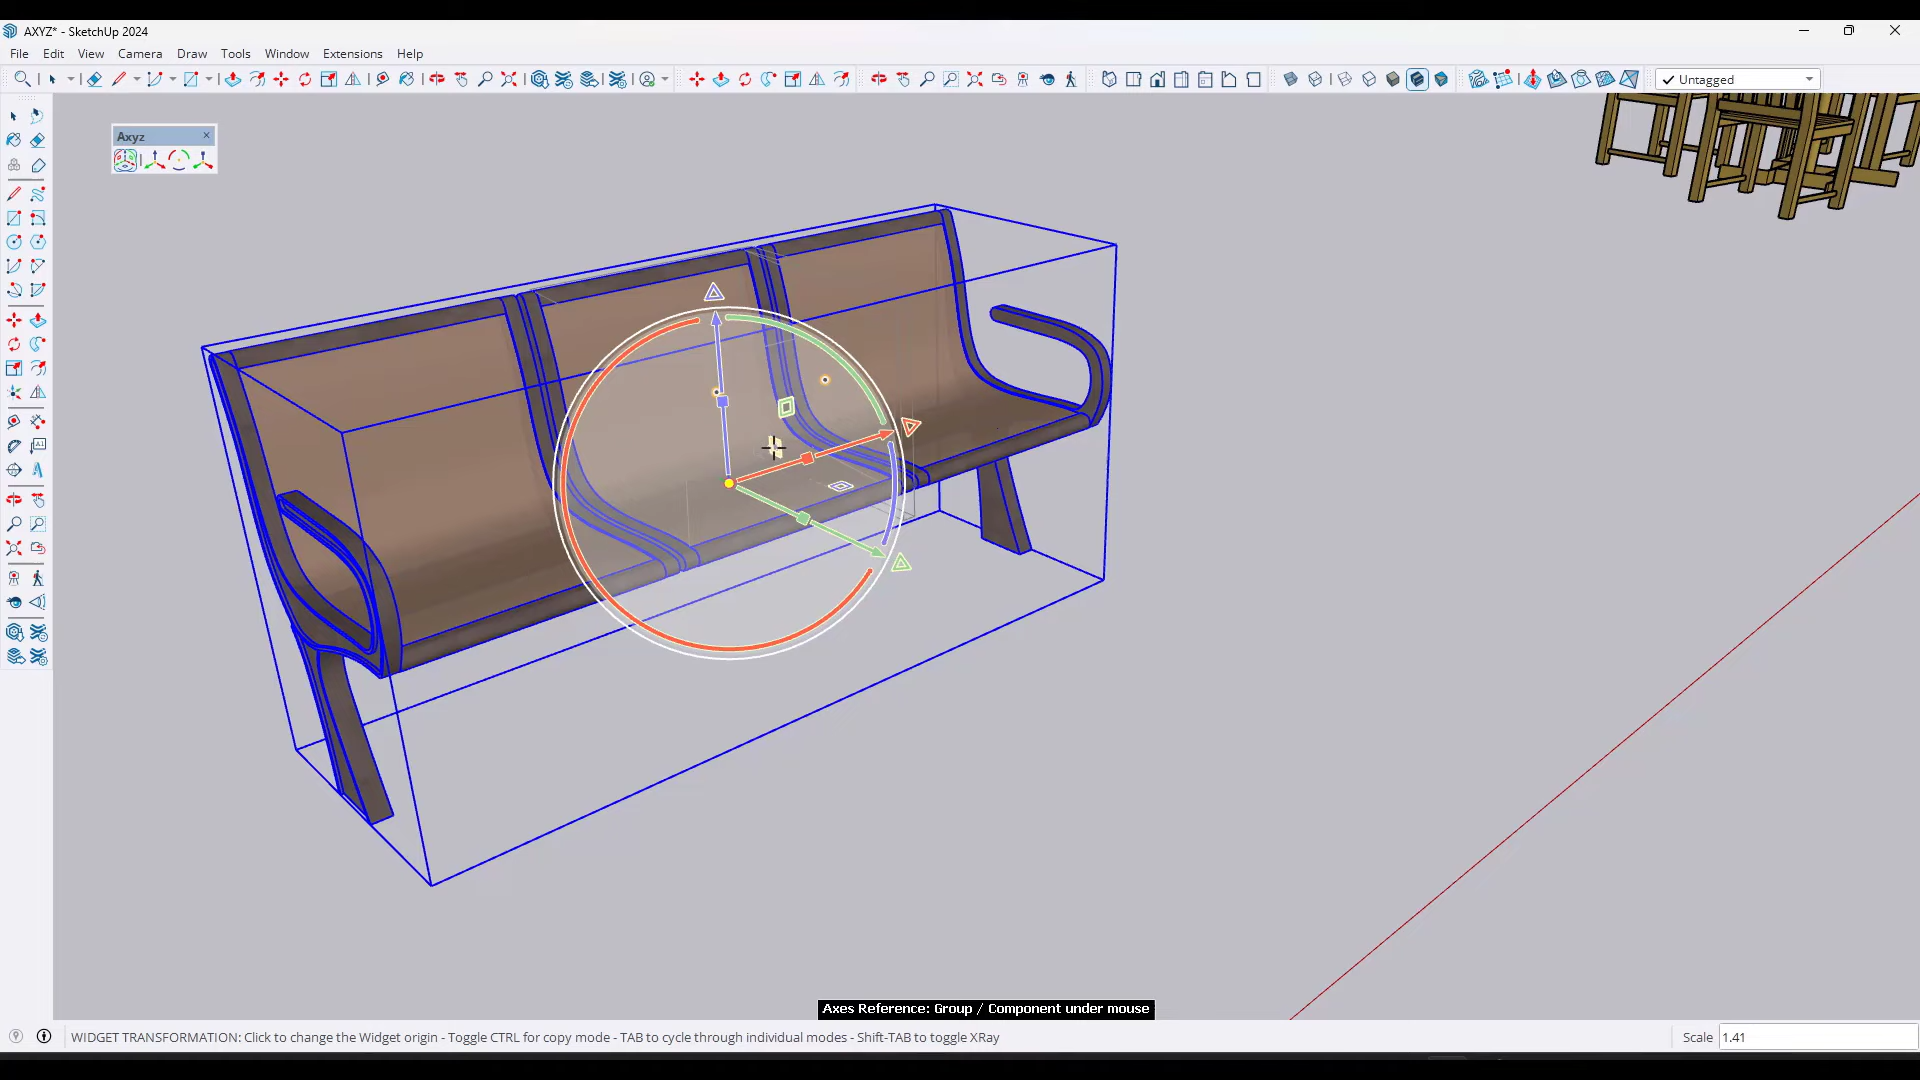 AXYZ* - SketchUp 2024
File Edit View Camera Draw Tools Window Extensions Help
Untagged
Axyz
Axes Reference: Group / Component under mouse
WIDGET TRANSFORMATION: Click to change the Widget origin - Toggle CTRL for copy mode - TAB to cycle through individual modes - Shift-TAB to toggle XRay
Scale 1.41